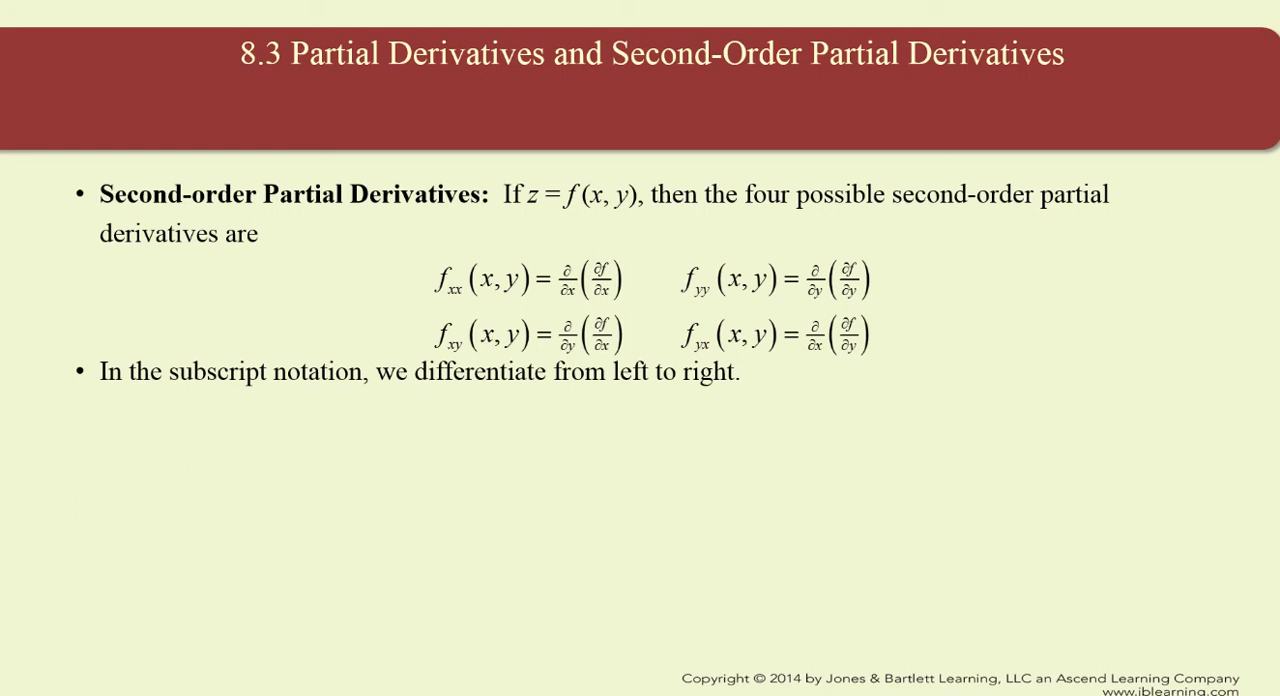 8.3 Partial Derivatives and Second-Order Partial Derivatives
• Second-order Partial Derivatives: If z = f (x, y), then the four possible second-order partial
derivatives are
f_xx (x, y) = ∂/∂x (∂f/∂x)    f_yy (x, y) = ∂/∂y (∂f/∂y)
f_xy (x, y) = ∂/∂y (∂f/∂x)    f_yx (x, y) = ∂/∂x (∂f/∂y)
• In the subscript notation, we differentiate from left to right.
Copyright © 2014 by Jones & Bartlett Learning, LLC an Ascend Learning Company
www.jblearning.com